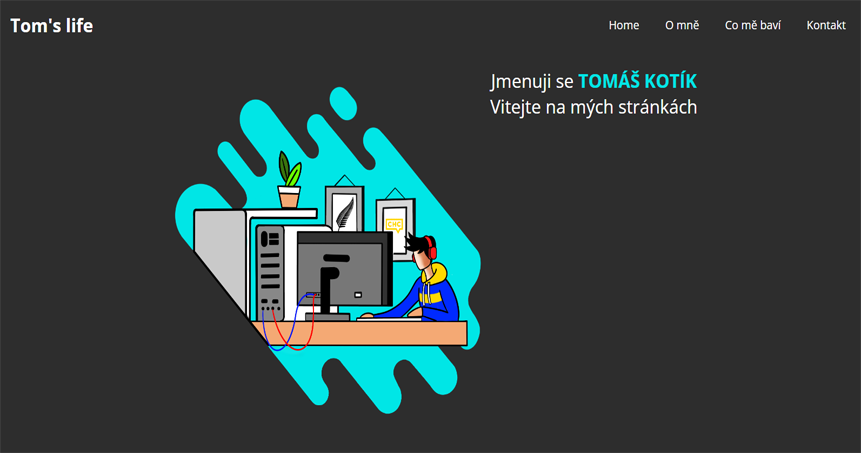 Tom's life
Home
O mně
Co mě baví
Kontakt
Jmenuji se TOMÁŠ KOTÍK
Vitejte na mých stránkách